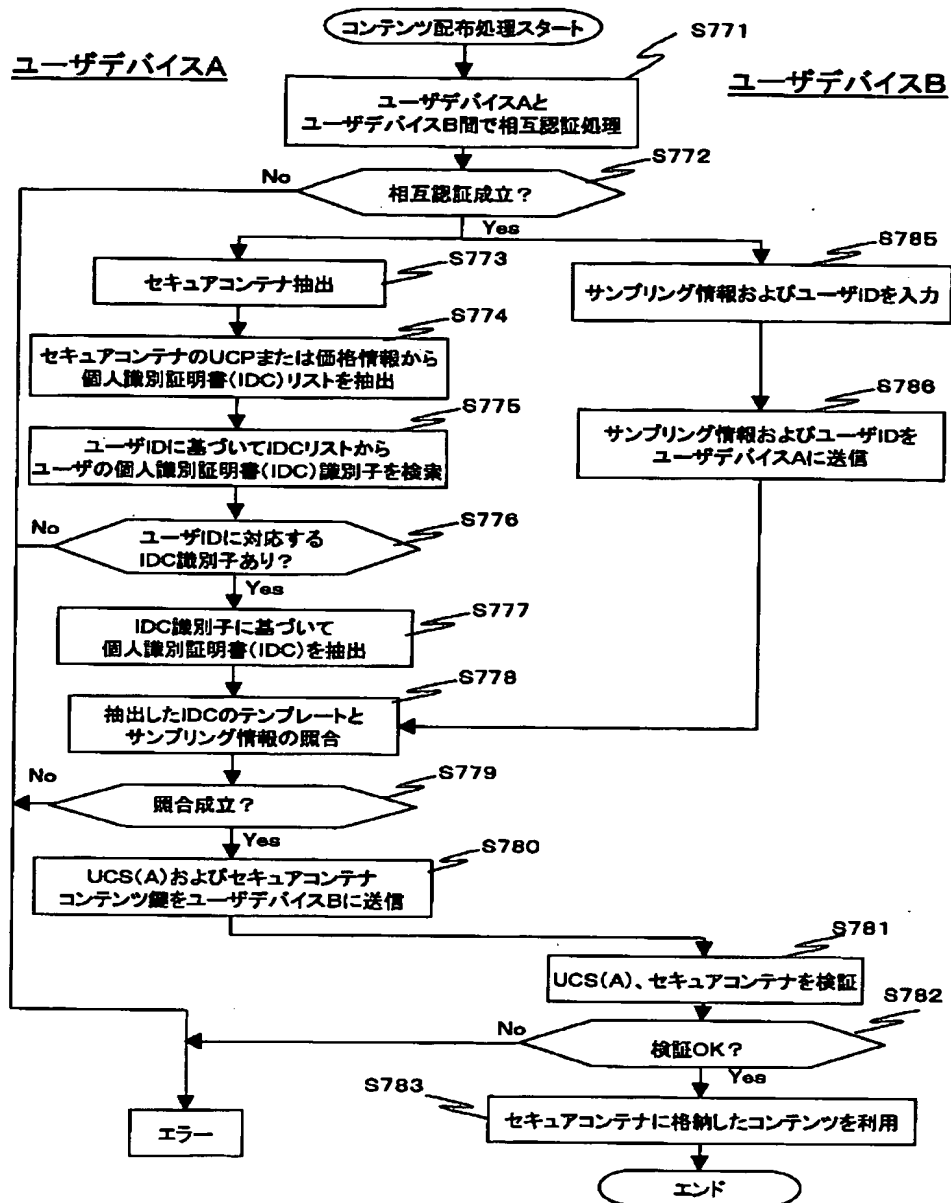 コンテンツ配布処理スタート
S771
ユーザデバイスA
ユーザデバイスB
ユーザデバイスAと
ユーザデバイスB間で相互認証処理
S772
No
相互認証成立？
Yes
S773
セキュアコンテナ抽出
S785
サンプリング情報およびユーザIDを入力
S774
セキュアコンテナのUCPまたは価格情報から
個人識別証明書（IDC）リストを抽出
S775
ユーザIDに基づいてIDCリストから
ユーザの個人識別証明書（IDC）識別子を検索
S786
サンプリング情報およびユーザIDを
ユーザデバイスAに送信
S776
No
ユーザIDに対応する
IDC識別子あり？
Yes
S777
IDC識別子に基づいて
個人識別証明書（IDC）を抽出
S778
抽出したIDCのテンプレートと
サンプリング情報の照合
S779
No
照合成立？
Yes
S780
UCS(A)およびセキュアコンテナ
コンテンツ鍵をユーザデバイスBに送信
S781
UCS(A)、セキュアコンテナを検証
S782
No
検証OK？
Yes
S783
セキュアコンテナに格納したコンテンツを利用
エラー
エンド